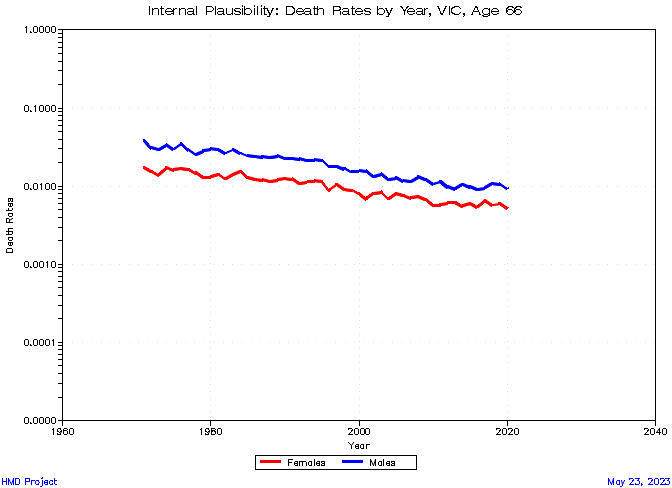 Internal Plausibility: Death Rates by Year, VIC, Age 66
1.0000
0.1000
0.0100
0.0010
0.0001
0.0000
Death Rates
1960
1980
2000
2020
2040
Year
Females
Males
HMD Project
May 23, 2023